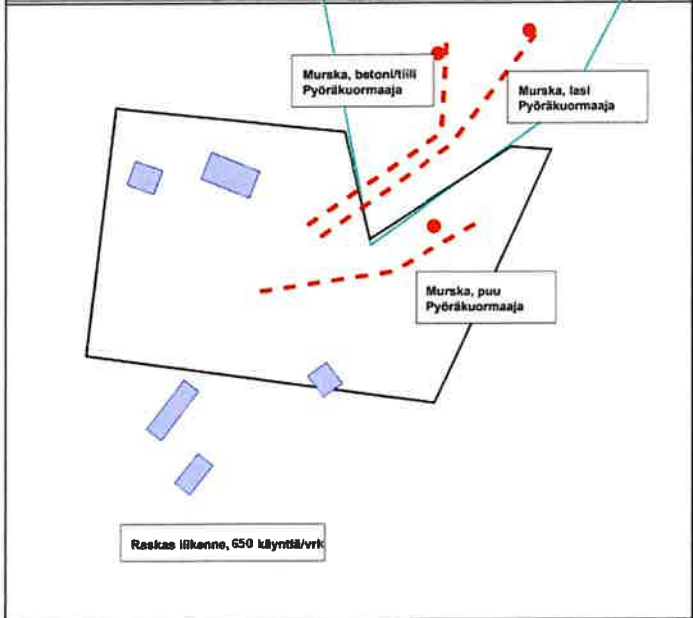 Murska, betoni/tiili
Pyöräkuormaaja
Murska, lasi
Pyöräkuormaaja
Murska, puu
Pyöräkuormaaja
Raskas liikenne, 650 käyntiä/vrk